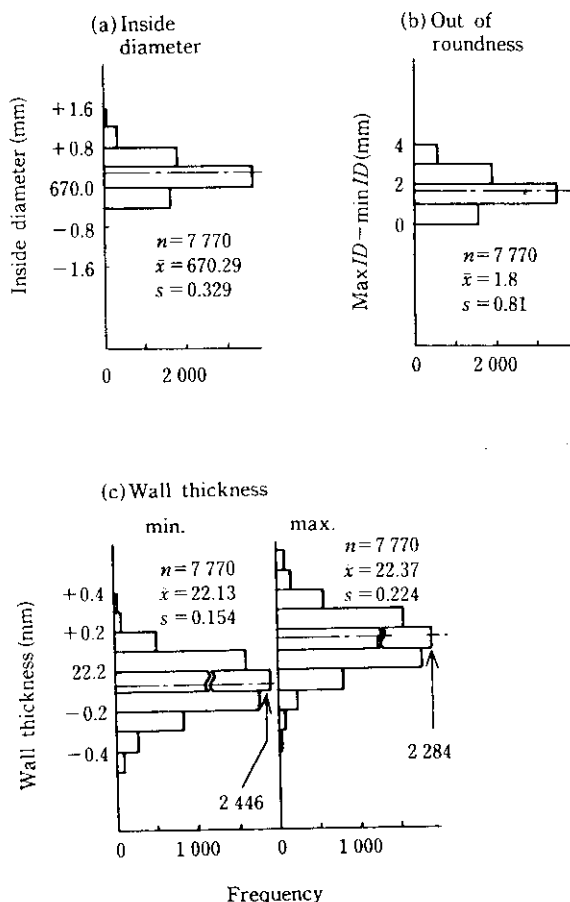 (a) Inside
diameter
Inside diameter (mm)
+1.6
+0.8
670.0
−0.8
−1.6
n=7 770
x̄=670.29
s=0.329
0 2 000
(b) Out of
roundness
Max ID−min ID (mm)
4
2
0
n=7 770
x̄=1.8
s=0.81
0 2 000
(c) Wall thickness
min.
max.
Wall thickness (mm)
+0.4
+0.2
22.2
−0.2
−0.4
n=7 770
x̄=22.13
s=0.154
n=7 770
x̄=22.37
s=0.224
2 446
2 284
0 1 000 0 1 000
Frequency